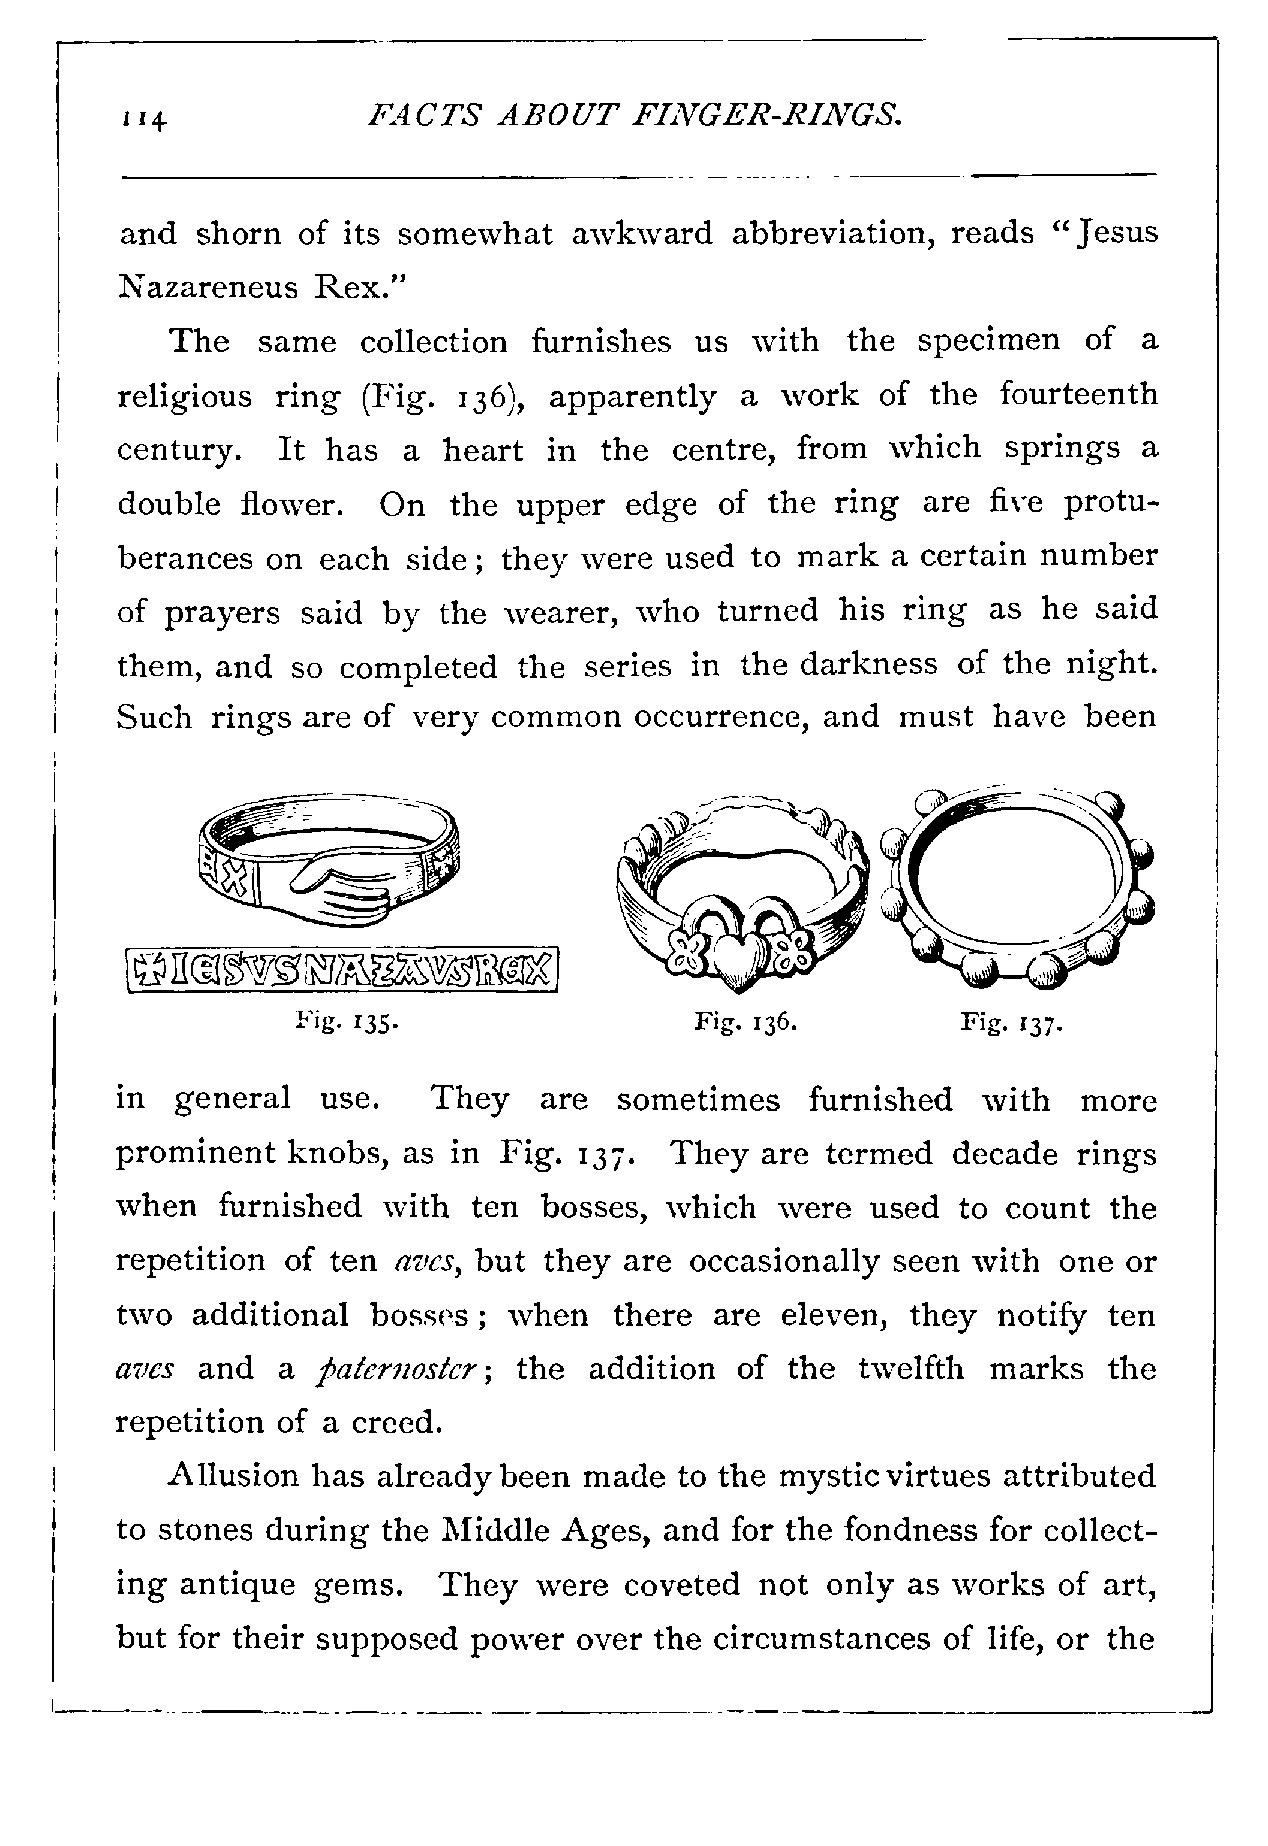 114 FACTS ABOUT FINGER-RINGS.
and shorn of its somewhat awkward abbreviation, reads “Jesus
Nazareneus Rex.”
The same collection furnishes us with the specimen of a
religious ring (Fig. 136), apparently a work of the fourteenth
century. It has a heart in the centre, from which springs a
double flower. On the upper edge of the ring are five protu-
berances on each side; they were used to mark a certain number
of prayers said by the wearer, who turned his ring as he said
them, and so completed the series in the darkness of the night.
Such rings are of very common occurrence, and must have been
✠IESVSNAZAVSREX
Fig. 135. Fig. 136. Fig. 137.
in general use. They are sometimes furnished with more
prominent knobs, as in Fig. 137. They are termed decade rings
when furnished with ten bosses, which were used to count the
repetition of ten aves, but they are occasionally seen with one or
two additional bosses; when there are eleven, they notify ten
aves and a paternoster; the addition of the twelfth marks the
repetition of a creed.
Allusion has already been made to the mystic virtues attributed
to stones during the Middle Ages, and for the fondness for collect-
ing antique gems. They were coveted not only as works of art,
but for their supposed power over the circumstances of life, or the